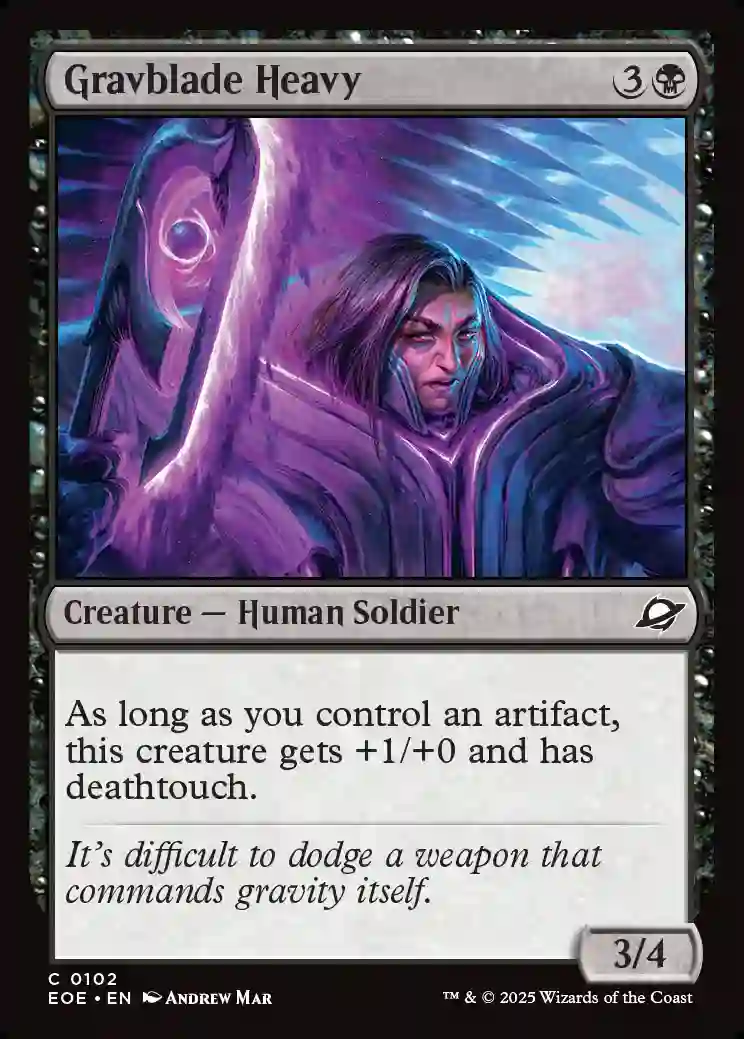 Gravblade Heavy
3
Creature — Human Soldier
As long as you control an artifact,
this creature gets +1/+0 and has
deathtouch.
It's difficult to dodge a weapon that
commands gravity itself.
3/4
C 0102
EOE • EN Andrew Mar
™ & © 2025 Wizards of the Coast